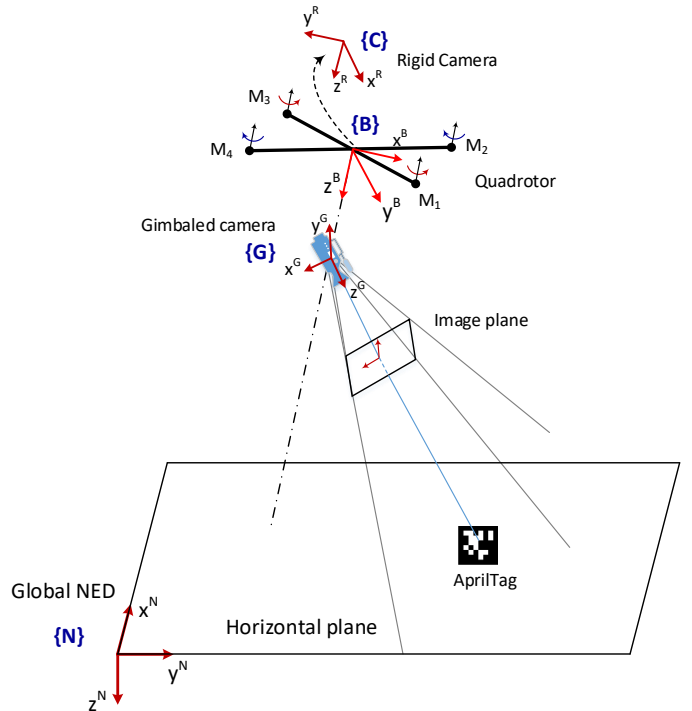 y^R
{C}
Rigid Camera
z^R
x^R
M₃
{B}
M₄
x^B
M₂
z^B
Quadrotor
M₁
y^B
Gimbaled camera
y^G
{G}
x^G
z^G
Image plane
AprilTag
Global NED
x^N
{N}
Horizontal plane
y^N
z^N